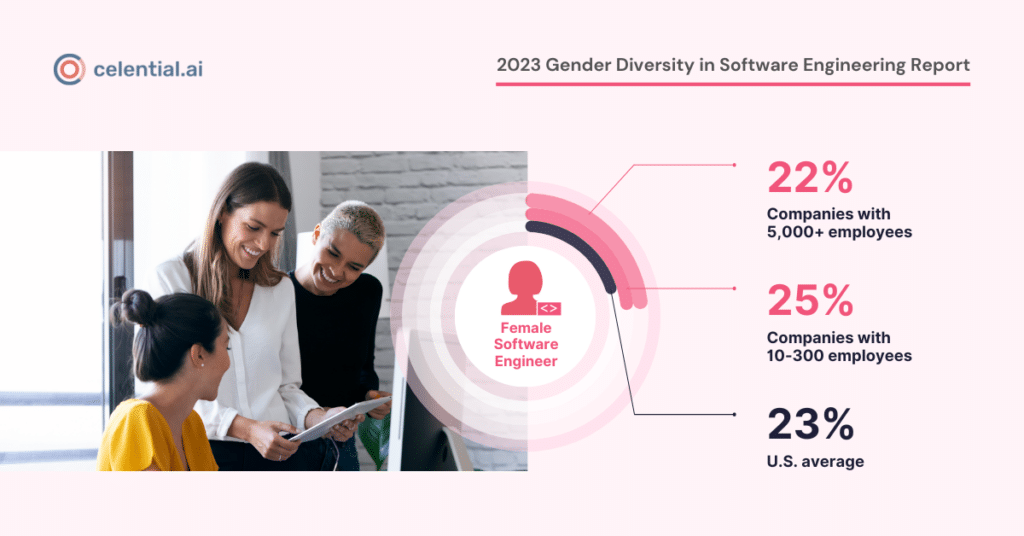 celential.ai
2023 Gender Diversity in Software Engineering Report
22%
Companies with
5,000+ employees
25%
Companies with
10-300 employees
23%
U.S. average
<>
Female
Software
Engineer